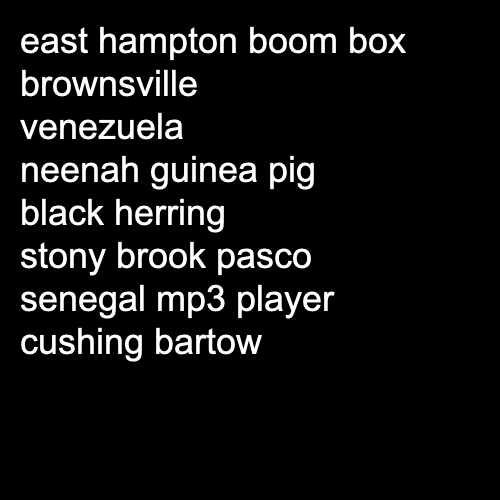 east hampton boom box
brownsville
venezuela
neenah guinea pig
black herring
stony brook pasco
senegal mp3 player
cushing bartow